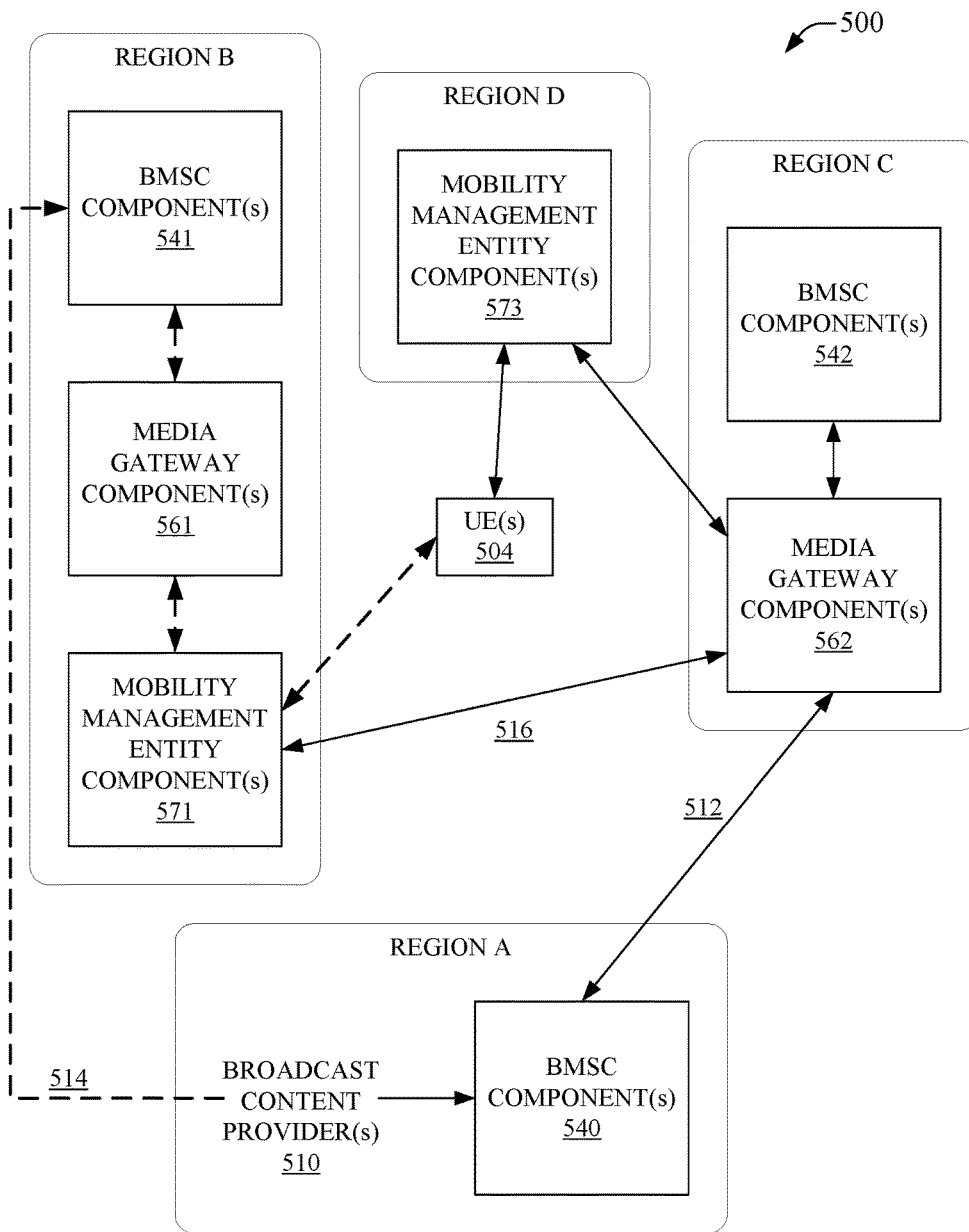 500
REGION B
BMSC
COMPONENT(s)
541
MEDIA
GATEWAY
COMPONENT(s)
561
MOBILITY
MANAGEMENT
ENTITY
COMPONENT(s)
571
REGION D
MOBILITY
MANAGEMENT
ENTITY
COMPONENT(s)
573
UE(s)
504
REGION C
BMSC
COMPONENT(s)
542
MEDIA
GATEWAY
COMPONENT(s)
562
516
512
514
REGION A
BROADCAST
CONTENT
PROVIDER(s)
510
BMSC
COMPONENT(s)
540